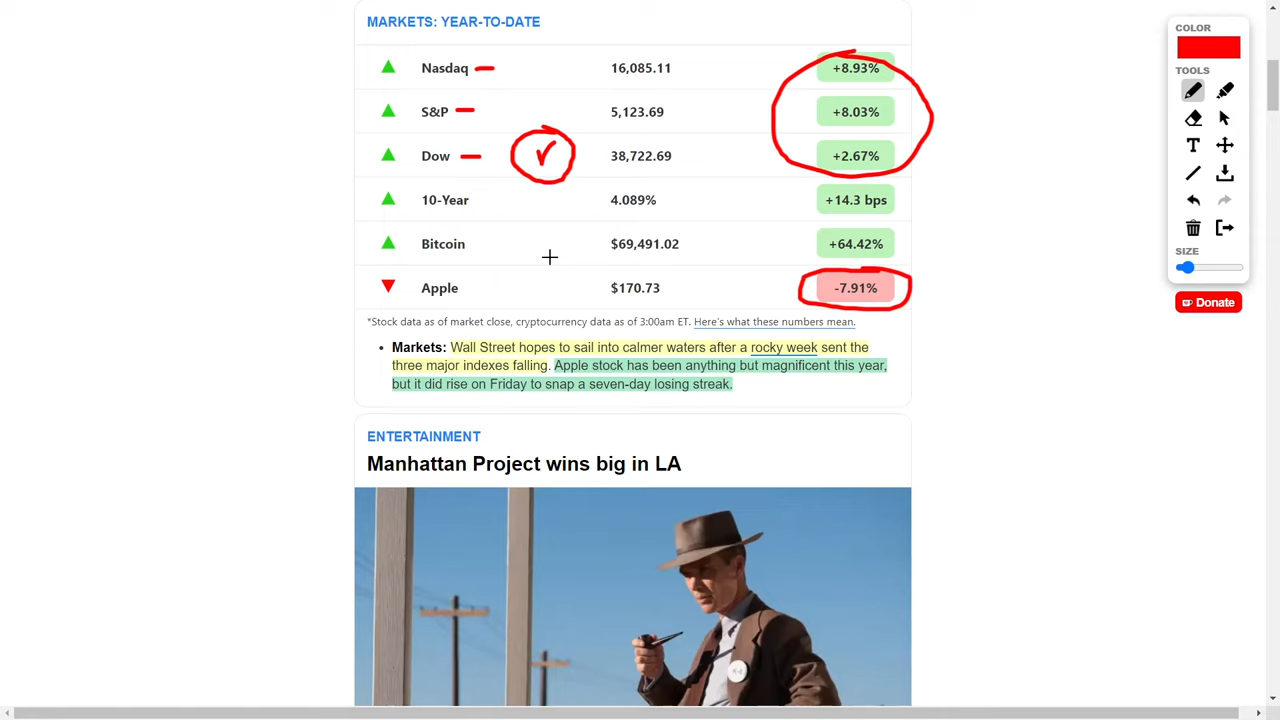 MARKETS: YEAR-TO-DATE
COLOR
TOOLS
Nasdaq 16,085.11 +8.93%
S&P 5,123.69 +8.03%
Dow 38,722.69 +2.67%
10-Year 4.089% +14.3 bps
Bitcoin $69,491.02 +64.42%
SIZE
Apple $170.73 -7.91%
Donate
*Stock data as of market close, cryptocurrency data as of 3:00am ET. Here's what these numbers mean.
• Markets: Wall Street hopes to sail into calmer waters after a rocky week sent the
three major indexes falling. Apple stock has been anything but magnificent this year,
but it did rise on Friday to snap a seven-day losing streak.
ENTERTAINMENT
Manhattan Project wins big in LA